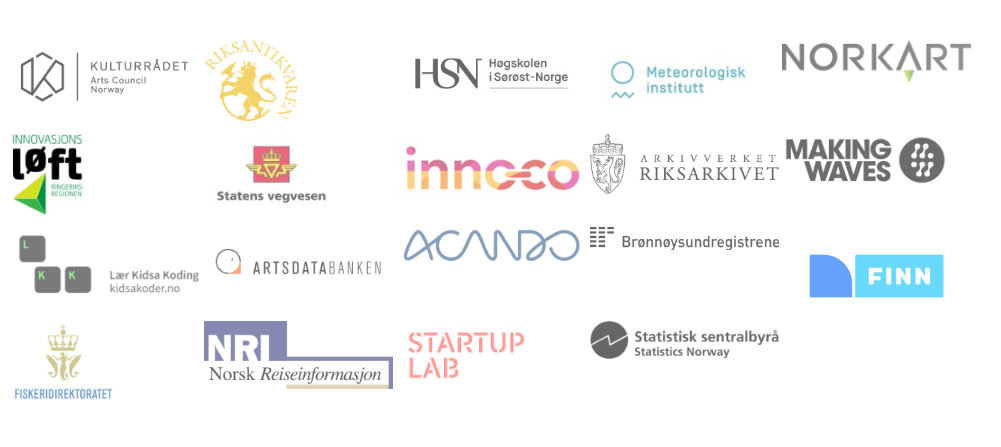 KULTURRÅDET
Arts Council
Norway
RIKSANTIKVAREN
HSN
Høgskolen
i Sørøst-Norge
Meteorologisk
institutt
NORKART
INNOVASJONS
løft
RINGERIKS-
REGIONEN
Statens vegvesen
innoco
ARKIVVERKET
RIKSARKIVET
MAKING
WAVES
L
K K
Lær Kidsa Koding
kidsakoder.no
ARTSDATABANKEN
ACANDO
Brønnøysundregistrene
FINN
FISKERIDIREKTORATET
NRI
Norsk Reiseinformasjon
STARTUP
LAB
Statistisk sentralbyrå
Statistics Norway